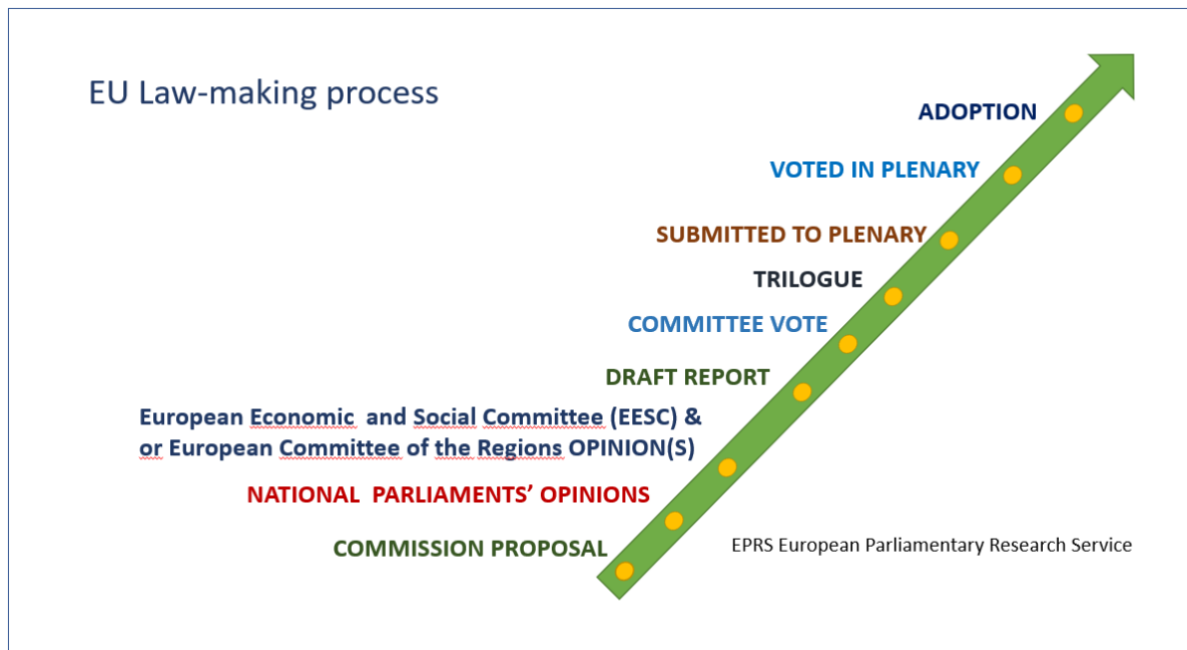 EU Law-making process
ADOPTION
VOTED IN PLENARY
SUBMITTED TO PLENARY
TRILOGUE
COMMITTEE VOTE
DRAFT REPORT
European Economic and Social Committee (EESC) &
or European Committee of the Regions OPINION(S)
NATIONAL PARLIAMENTS’ OPINIONS
COMMISSION PROPOSAL
EPRS European Parliamentary Research Service